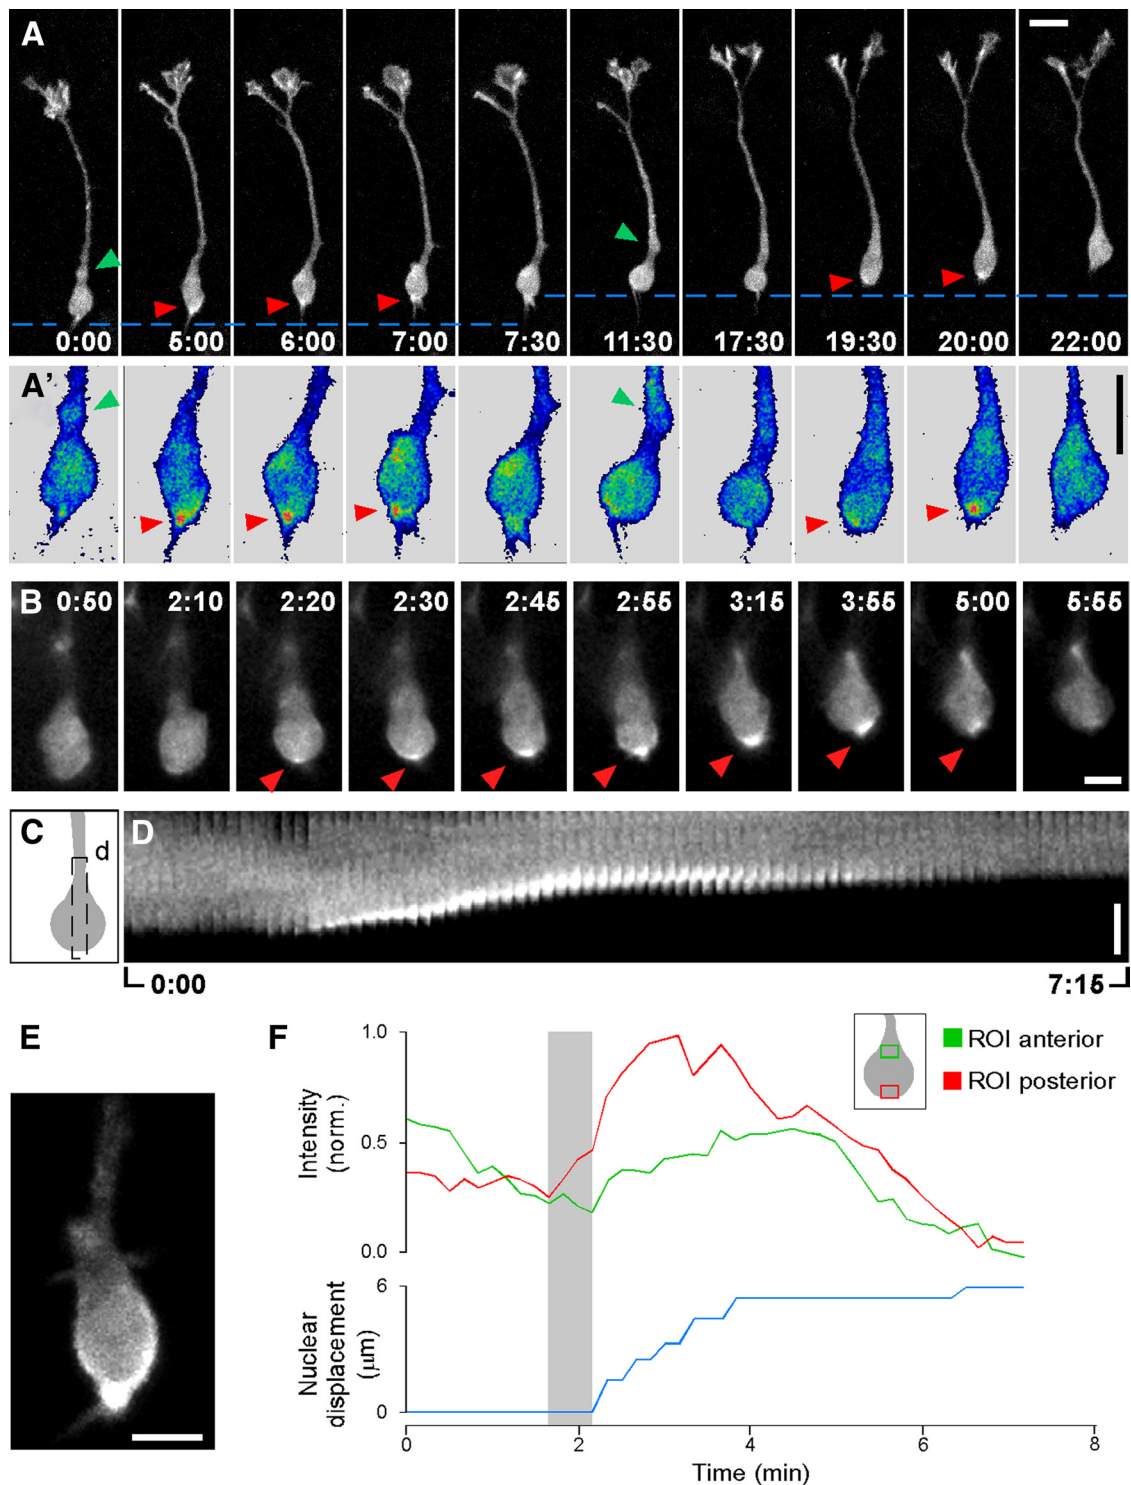 A
0:00 5:00 6:00 7:00 7:30 11:30 17:30 19:30 20:00 22:00
A'
B 0:50 2:10 2:20 2:30 2:45 2:55 3:15 3:55 5:00 5:55
C d D
0:00 7:15
E F
1.0
0.5
0.0
Intensity
(norm.)
ROI anterior
ROI posterior
6
0
Nuclear
displacement
(μm)
0 2 4 6 8
Time (min)